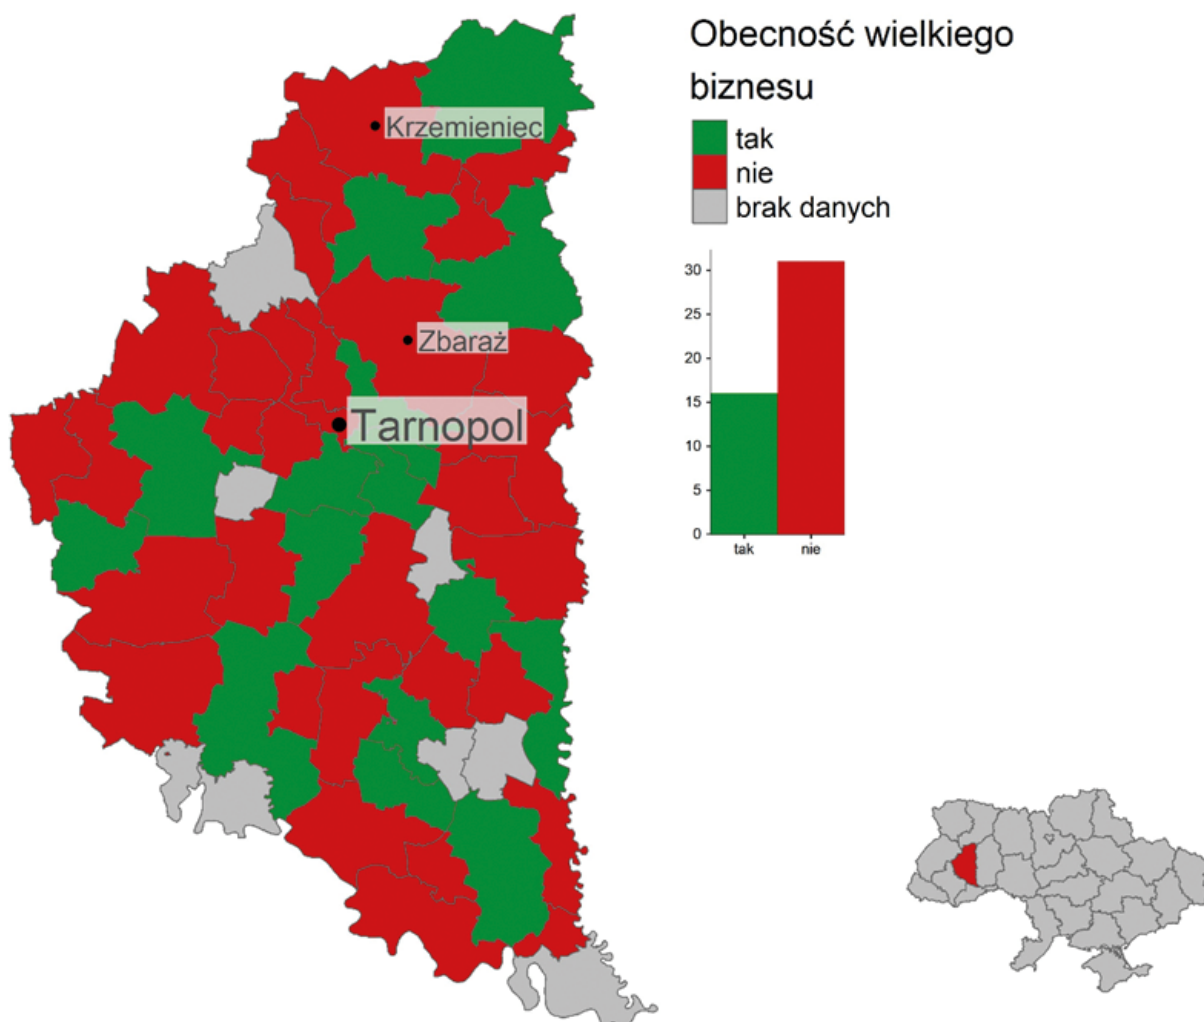 Obecność wielkiego
biznesu
tak
nie
brak danych
Krzemieniec
Zbaraż
Tarnopol
30
25
20
15
10
5
0
tak nie